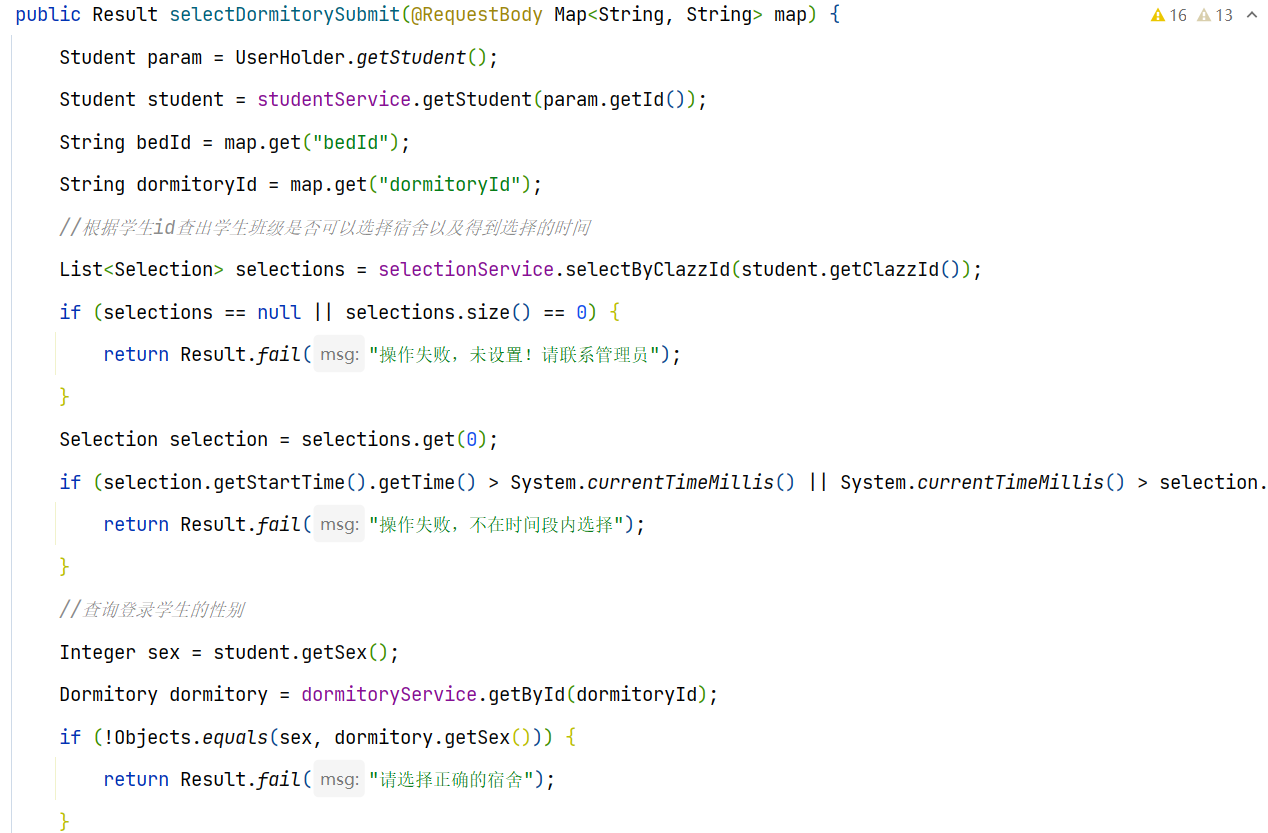 public Result selectDormitorySubmit(@RequestBody Map<String, String> map) { 16 13
Student param = UserHolder.getStudent();
Student student = studentService.getStudent(param.getId());
String bedId = map.get("bedId");
String dormitoryId = map.get("dormitoryId");
//根据学生id查出学生班级是否可以选择宿舍以及得到选择的时间
List<Selection> selections = selectionService.selectByClazzId(student.getClazzId());
if (selections == null || selections.size() == 0) {
return Result.fail( msg: "操作失败，未设置！请联系管理员");
}
Selection selection = selections.get(0);
if (selection.getStartTime().getTime() > System.currentTimeMillis() || System.currentTimeMillis() > selection.
return Result.fail( msg: "操作失败，不在时间段内选择");
}
//查询登录学生的性别
Integer sex = student.getSex();
Dormitory dormitory = dormitoryService.getById(dormitoryId);
if (!Objects.equals(sex, dormitory.getSex())) {
return Result.fail( msg: "请选择正确的宿舍");
}